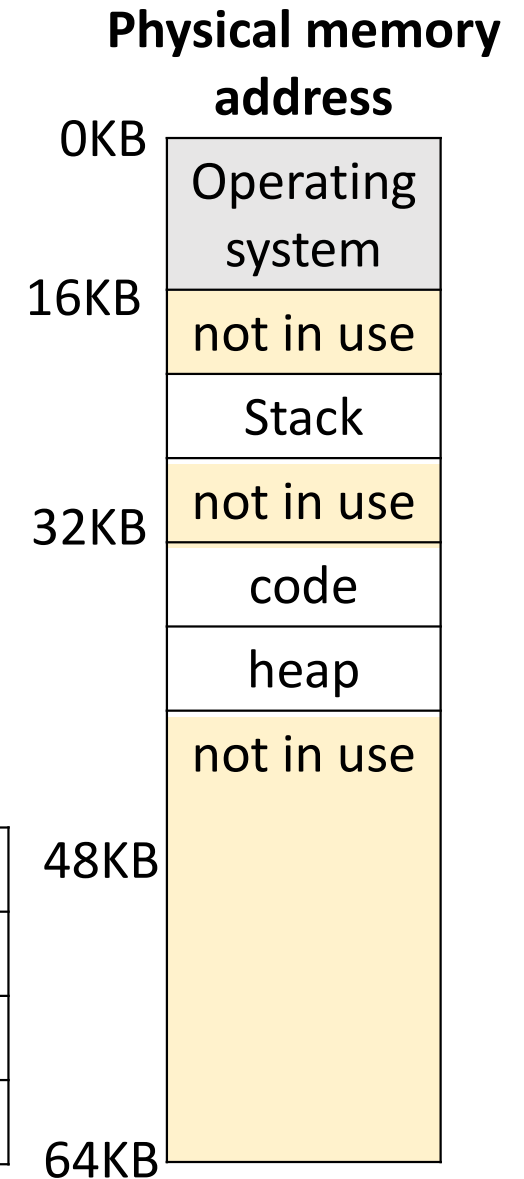 Physical memory
address
0KB
Operating
system
16KB
not in use
Stack
not in use
32KB
code
heap
not in use
48KB
64KB